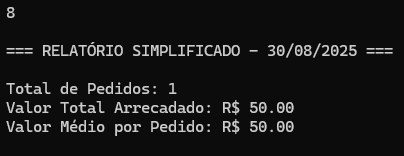 8
=== RELATÓRIO SIMPLIFICADO - 30/08/2025 ===
Total de Pedidos: 1
Valor Total Arrecadado: R$ 50.00
Valor Médio por Pedido: R$ 50.00